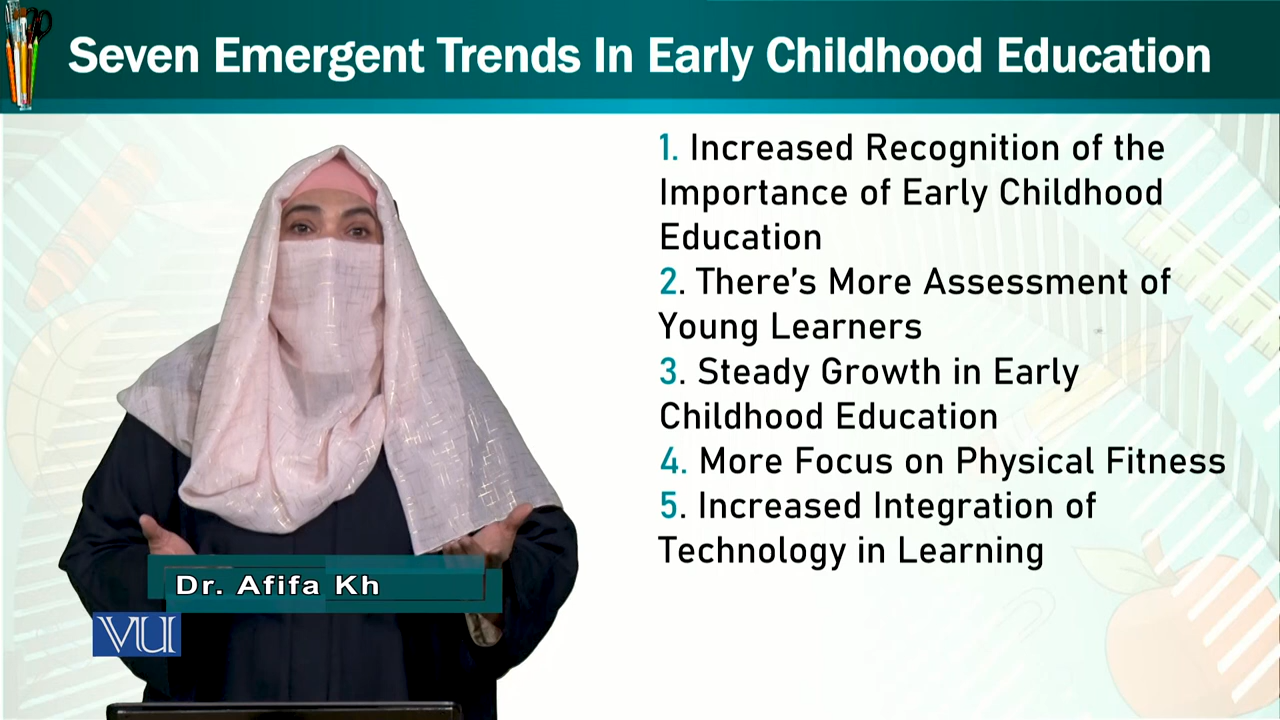 Seven Emergent Trends In Early Childhood Education
1. Increased Recognition of the
Importance of Early Childhood
Education
2. There's More Assessment of
Young Learners
3. Steady Growth in Early
Childhood Education
4. More Focus on Physical Fitness
5. Increased Integration of
Technology in Learning
Dr. Afifa Kh
VU